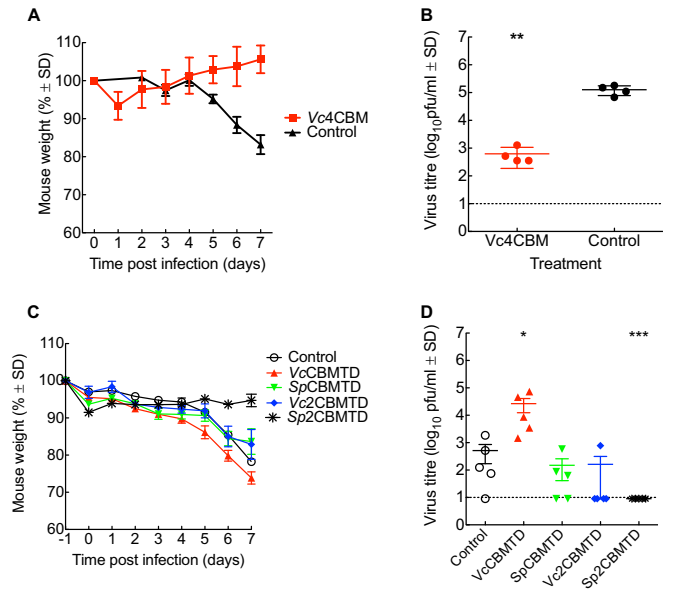 A
Mouse weight (% ± SD)
110
100
90
80
70
60
0 1 2 3 4 5 6 7
Time post infection (days)
Vc4CBM
Control
B
**
Virus titre (log10pfu/ml ± SD)
7
6
5
4
3
2
1
0
Vc4CBM Control
Treatment
C
Mouse weight (% ± SD)
110
100
90
80
70
60
-1 0 1 2 3 4 5 6 7
Time post infection (days)
Control
VcCBMTD
SpCBMTD
Vc2CBMTD
Sp2CBMTD
D
* ***
Virus titre (log10 pfu/ml ± SD)
7
6
5
4
3
2
1
0
Control
VcCBMTD
SpCBMTD
Vc2CBMTD
Sp2CBMTD